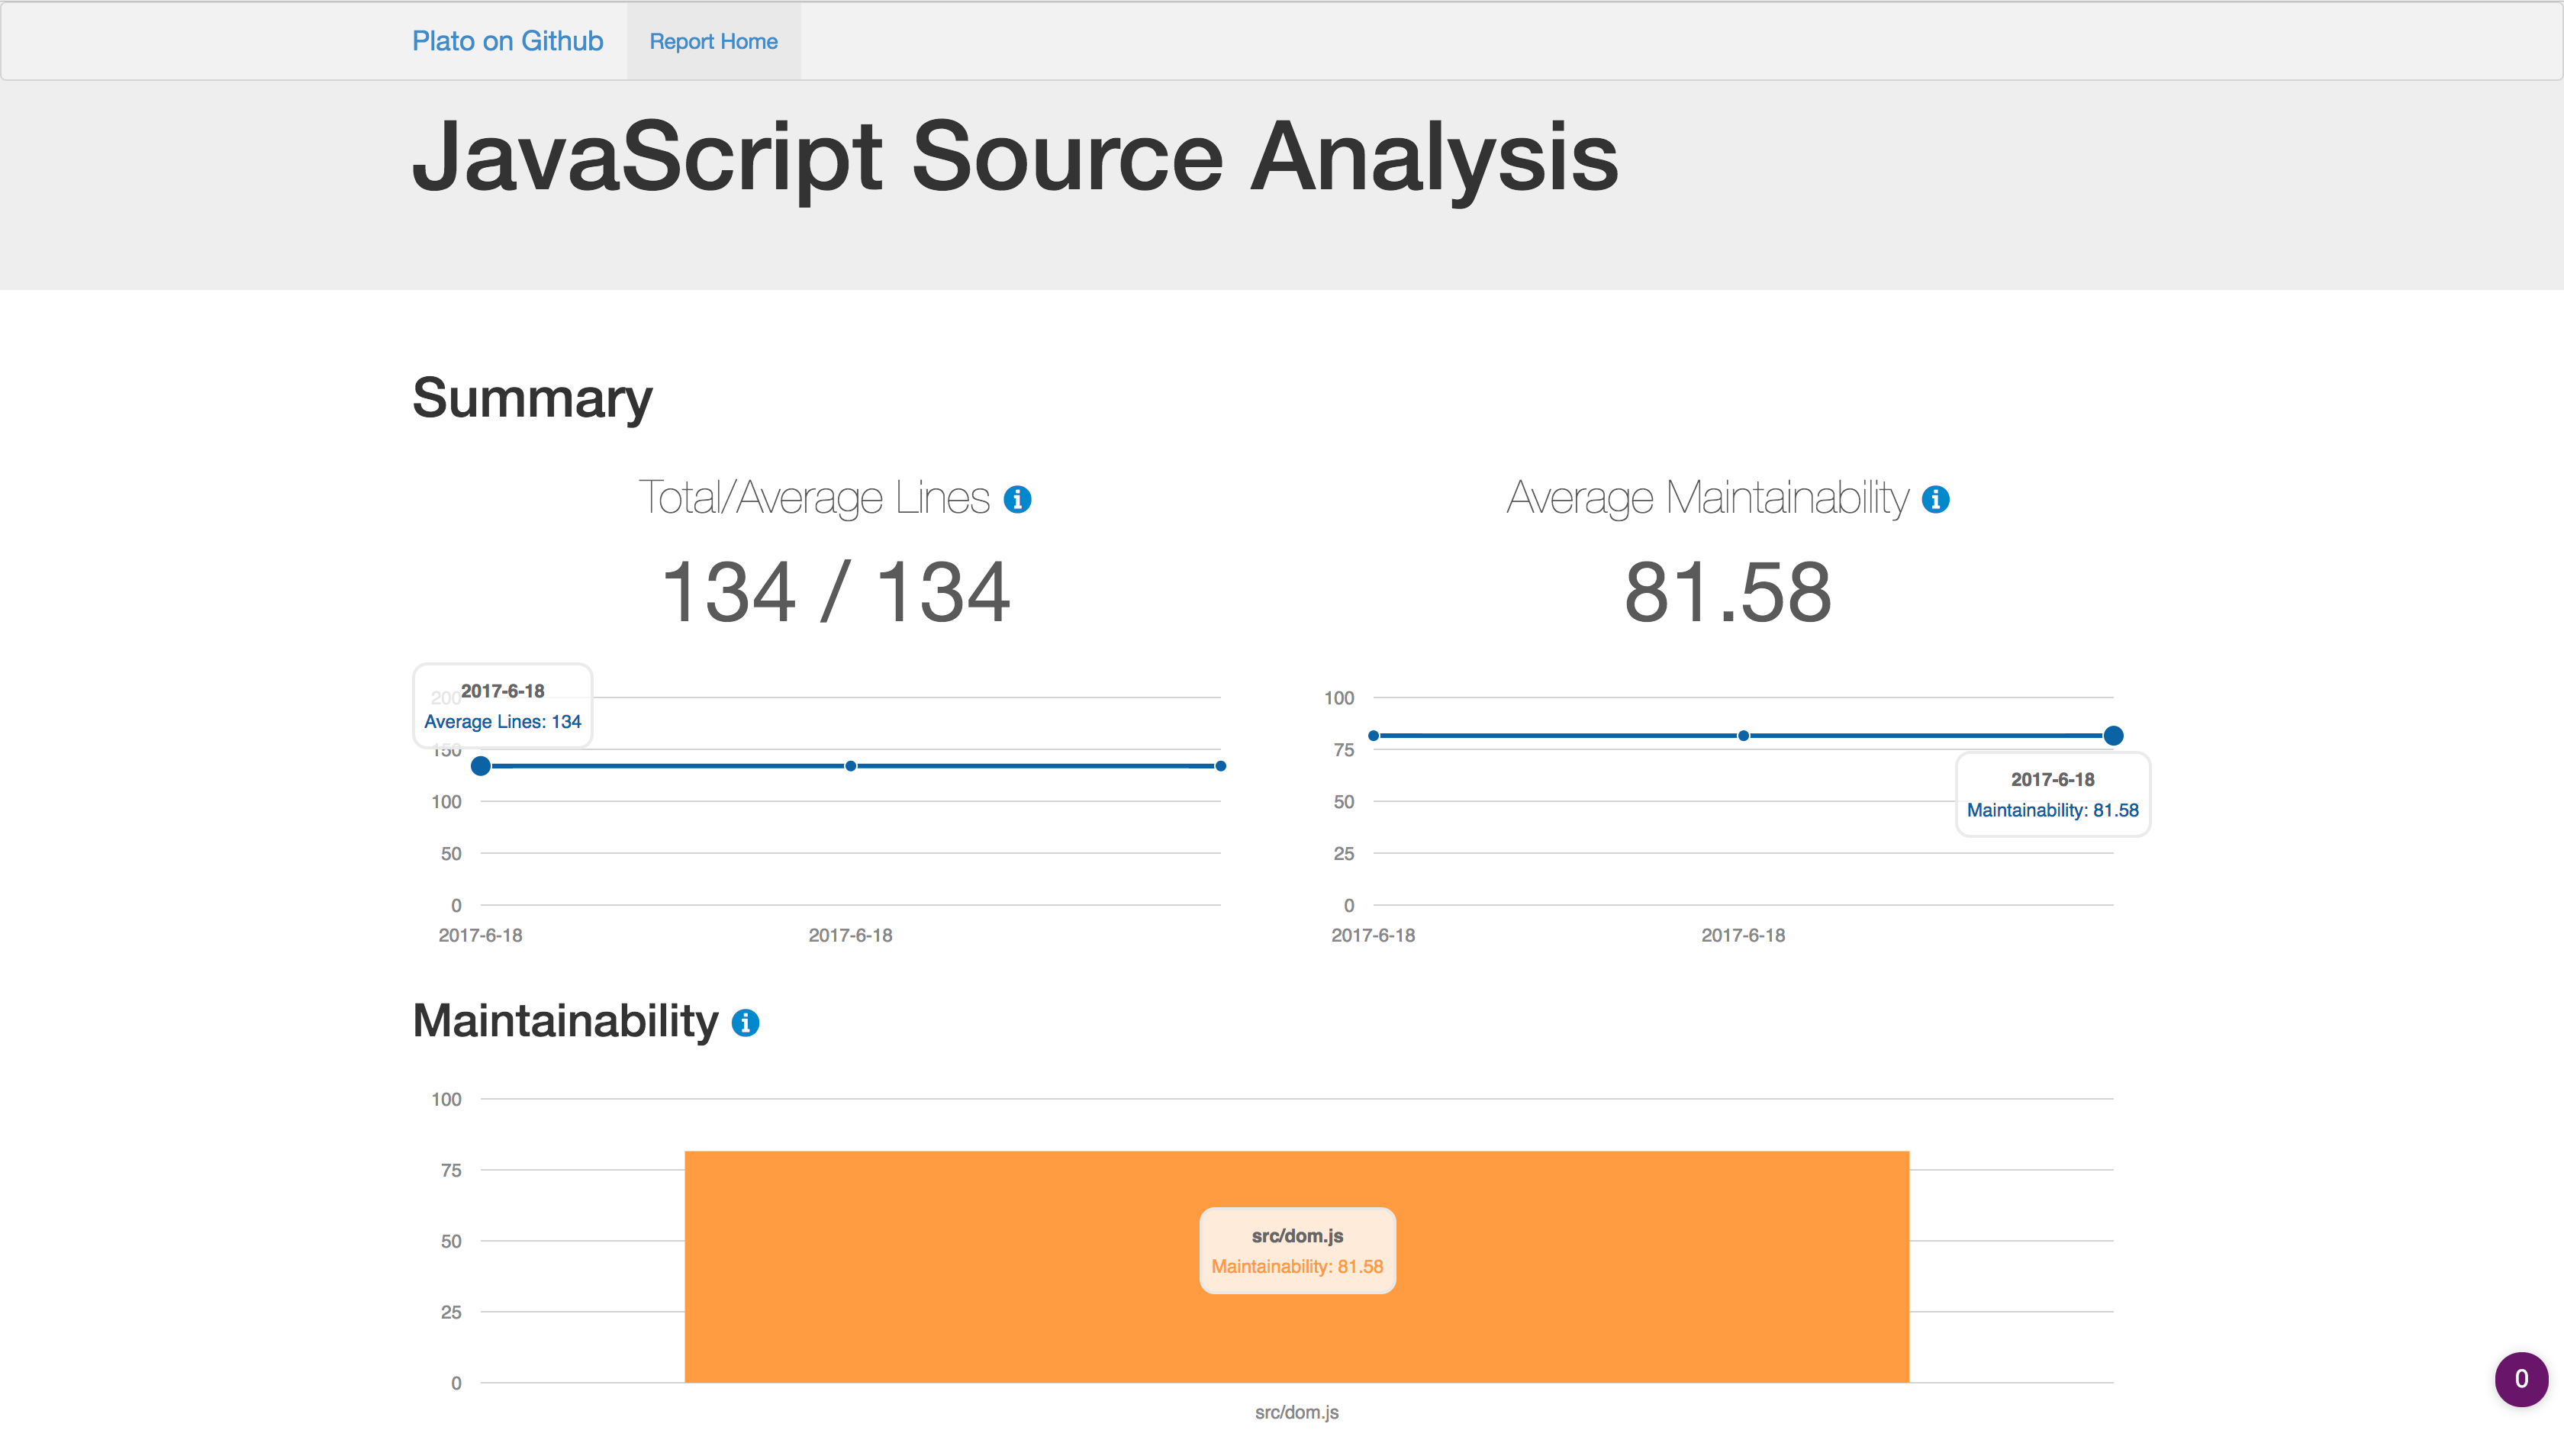 Plato on Github
Report Home
JavaScript Source Analysis
Summary
Total/Average Lines
134 / 134
200
2017-6-18
Average Lines: 134
150
100
50
0
2017-6-18
2017-6-18
Average Maintainability
81.58
100
75
2017-6-18
50
Maintainability: 81.58
25
0
2017-6-18
2017-6-18
Maintainability
100
75
50
25
0
src/dom.js
Maintainability: 81.58
src/dom.js
0